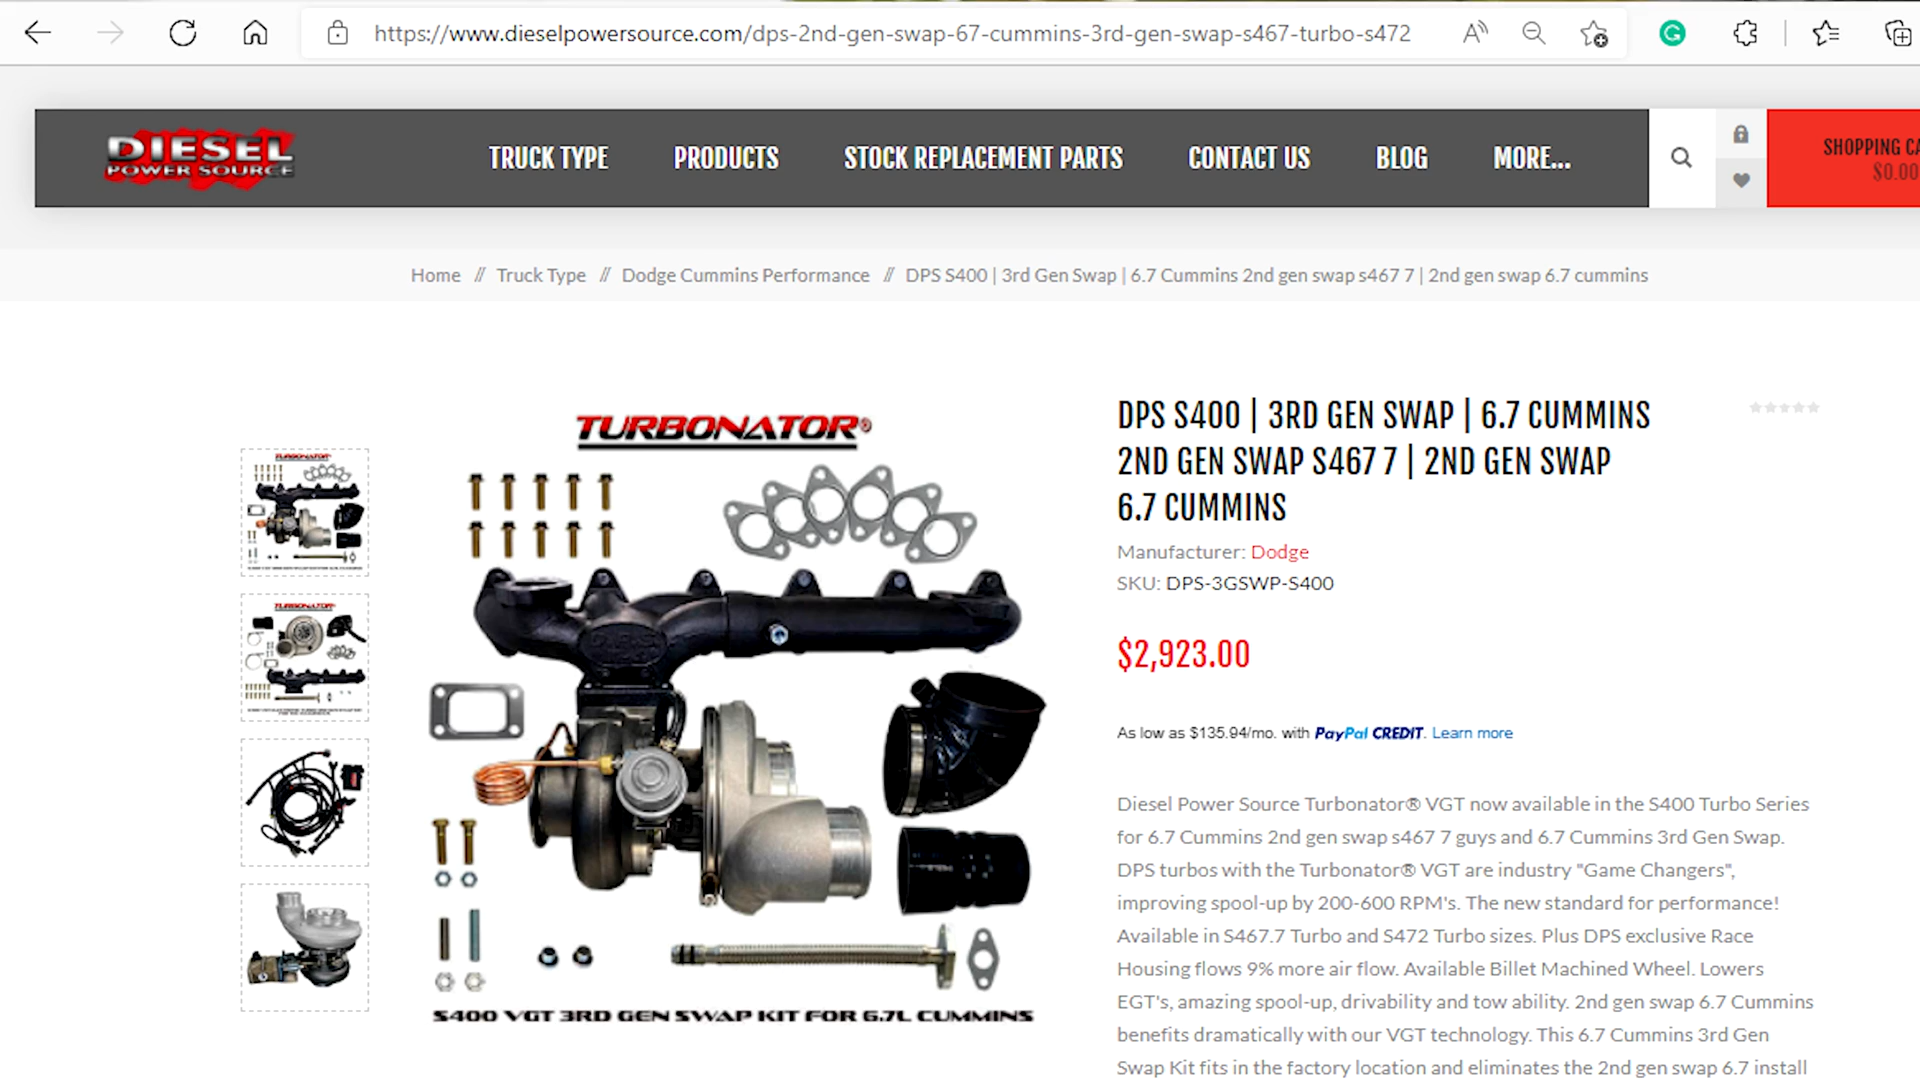 https://www.dieselpowersource.com/dps-2nd-gen-swap-67-cummins-3rd-gen-swap-s467-turbo-s472
DIESEL
POWER SOURCE
TRUCK TYPE
PRODUCTS
STOCK REPLACEMENT PARTS
CONTACT US
BLOG
MORE...
SHOPPING CA
$0.00
Home // Truck Type // Dodge Cummins Performance // DPS S400 | 3rd Gen Swap | 6.7 Cummins 2nd gen swap s467 7 | 2nd gen swap 6.7 cummins
TURBONATOR®
TURBONATOR
TURBONATOR
S400 VGT 3RD GEN SWAP KIT FOR 6.7L CUMMINS
DPS S400 | 3RD GEN SWAP | 6.7 CUMMINS
2ND GEN SWAP S467 7 | 2ND GEN SWAP
6.7 CUMMINS
Manufacturer: Dodge
SKU: DPS-3GSWP-S400
$2,923.00
As low as $135.94/mo. with PayPal CREDIT. Learn more
Diesel Power Source Turbonator® VGT now available in the S400 Turbo Series
for 6.7 Cummins 2nd gen swap s467 7 guys and 6.7 Cummins 3rd Gen Swap.
DPS turbos with the Turbonator® VGT are industry "Game Changers",
improving spool-up by 200-600 RPM's. The new standard for performance!
Available in S467.7 Turbo and S472 Turbo sizes. Plus DPS exclusive Race
Housing flows 9% more air flow. Available Billet Machined Wheel. Lowers
EGT's, amazing spool-up, drivability and tow ability. 2nd gen swap 6.7 Cummins
benefits dramatically with our VGT technology. This 6.7 Cummins 3rd Gen
Swap Kit fits in the factory location and eliminates the 2nd gen swap 6.7 install